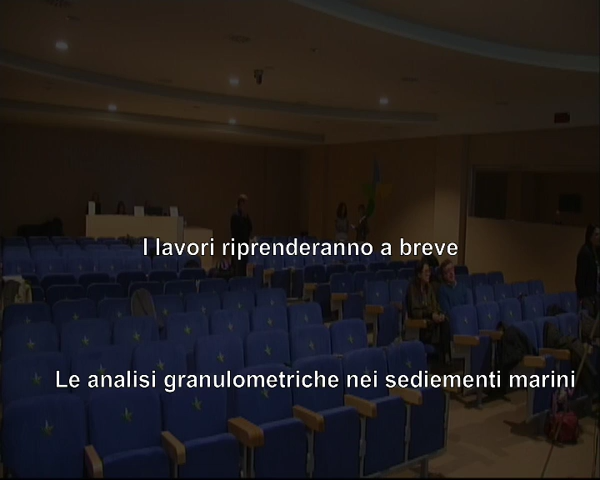 I lavori riprenderanno a breve
Le analisi granulometriche nei sediementi marini